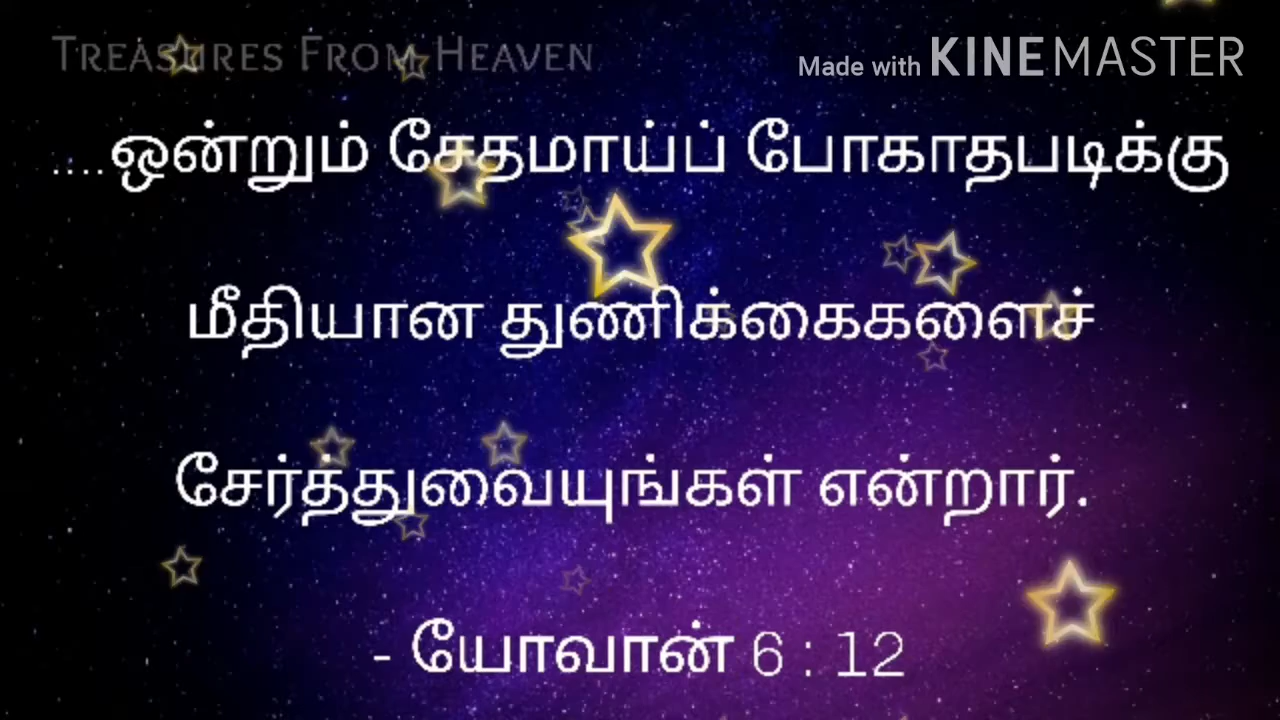 TREASURES FROM HEAVEN
Made with KINEMASTER
....ஒன்றும் சேதமாய்ப் போகாதபடிக்கு
மீதியான துணிக்கைகளைச்
சேர்த்துவையுங்கள் என்றார்.
- யோவான் 6 : 12